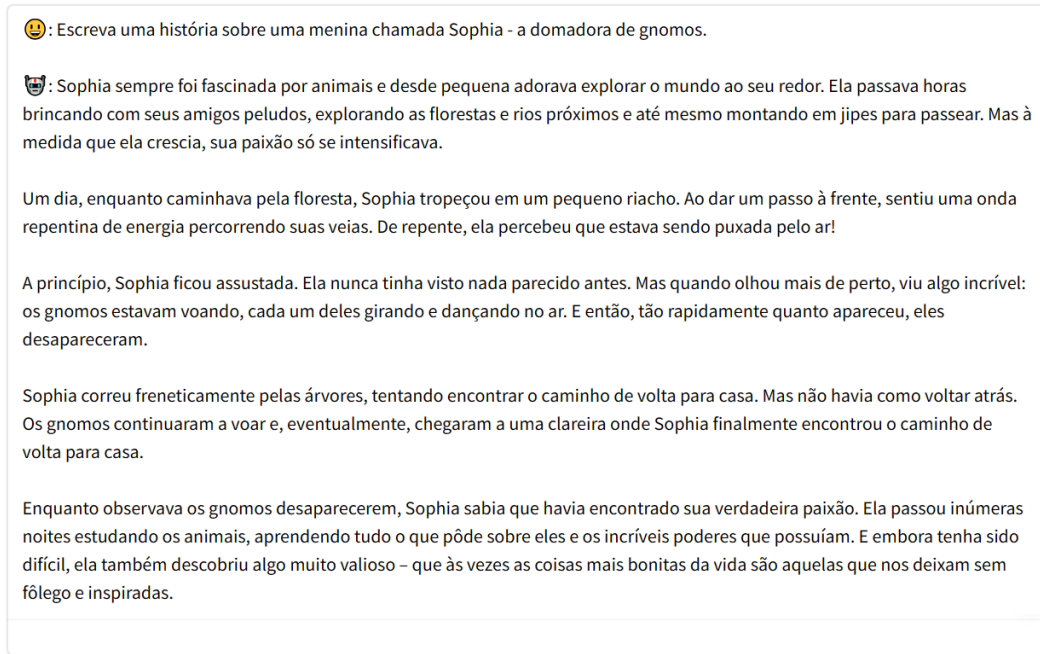 😃: Escreva uma história sobre uma menina chamada Sophia - a domadora de gnomos.
🤖: Sophia sempre foi fascinada por animais e desde pequena adorava explorar o mundo ao seu redor. Ela passava horas
brincando com seus amigos peludos, explorando as florestas e rios próximos e até mesmo montando em jipes para passear. Mas à
medida que ela crescia, sua paixão só se intensificava.
Um dia, enquanto caminhava pela floresta, Sophia tropeçou em um pequeno riacho. Ao dar um passo à frente, sentiu uma onda
repentina de energia percorrendo suas veias. De repente, ela percebeu que estava sendo puxada pelo ar!
A princípio, Sophia ficou assustada. Ela nunca tinha visto nada parecido antes. Mas quando olhou mais de perto, viu algo incrível:
os gnomos estavam voando, cada um deles girando e dançando no ar. E então, tão rapidamente quanto apareceu, eles
desapareceram.
Sophia correu freneticamente pelas árvores, tentando encontrar o caminho de volta para casa. Mas não havia como voltar atrás.
Os gnomos continuaram a voar e, eventualmente, chegaram a uma clareira onde Sophia finalmente encontrou o caminho de
volta para casa.
Enquanto observava os gnomos desaparecerem, Sophia sabia que havia encontrado sua verdadeira paixão. Ela passou inúmeras
noites estudando os animais, aprendendo tudo o que pôde sobre eles e os incríveis poderes que possuíam. E embora tenha sido
difícil, ela também descobriu algo muito valioso – que às vezes as coisas mais bonitas da vida são aquelas que nos deixam sem
fôlego e inspiradas.